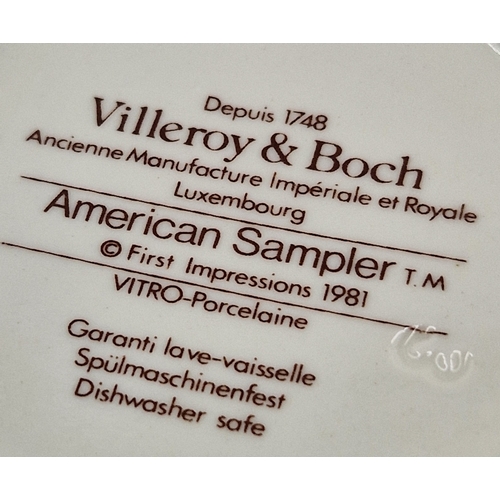 Depuis 1748
Villeroy & Boch
Ancienne Manufacture Impériale et Royale
Luxembourg
American Sampler T.M
© First Impressions 1981
VITRO-Porcelaine
Garanti lave-vaisselle
Spülmaschinenfest
Dishwasher safe